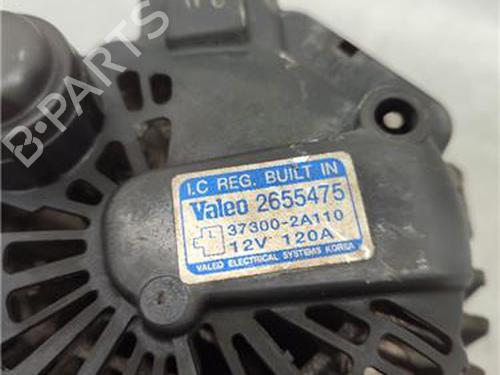 B-PARTS
I.C REG. BUILT IN
Valeo 2655475
37300-2A110
12V 120A
VALEO ELECTRICAL SYSTEMS KOREA